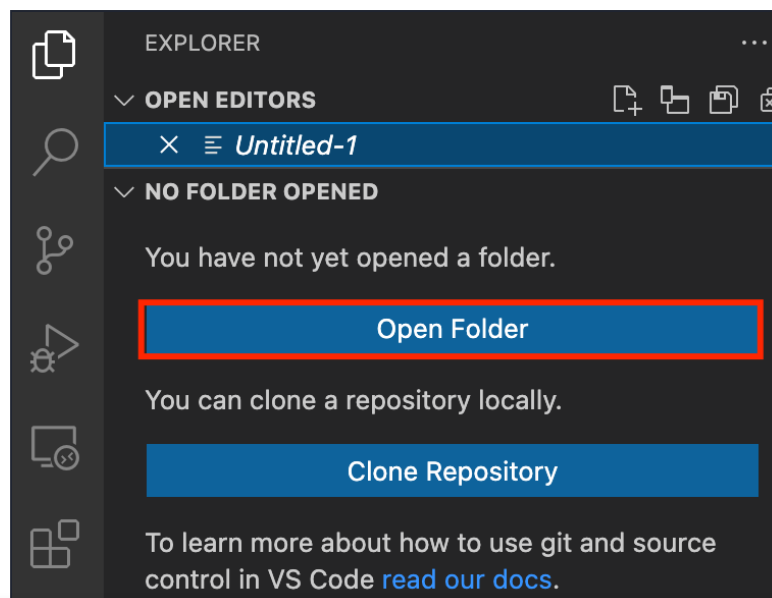 EXPLORER
OPEN EDITORS
Untitled-1
NO FOLDER OPENED
You have not yet opened a folder.
Open Folder
You can clone a repository locally.
Clone Repository
To learn more about how to use git and source
control in VS Code read our docs.